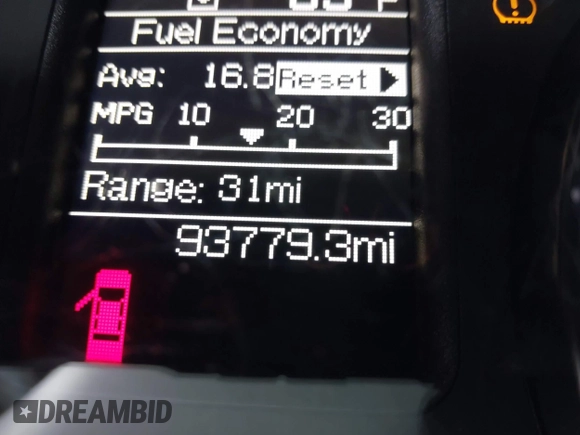 Fuel Economy
Avg: 16.8 Reset
MPG 10 20 30
Range: 31mi
93779.3mi
DREAMBID